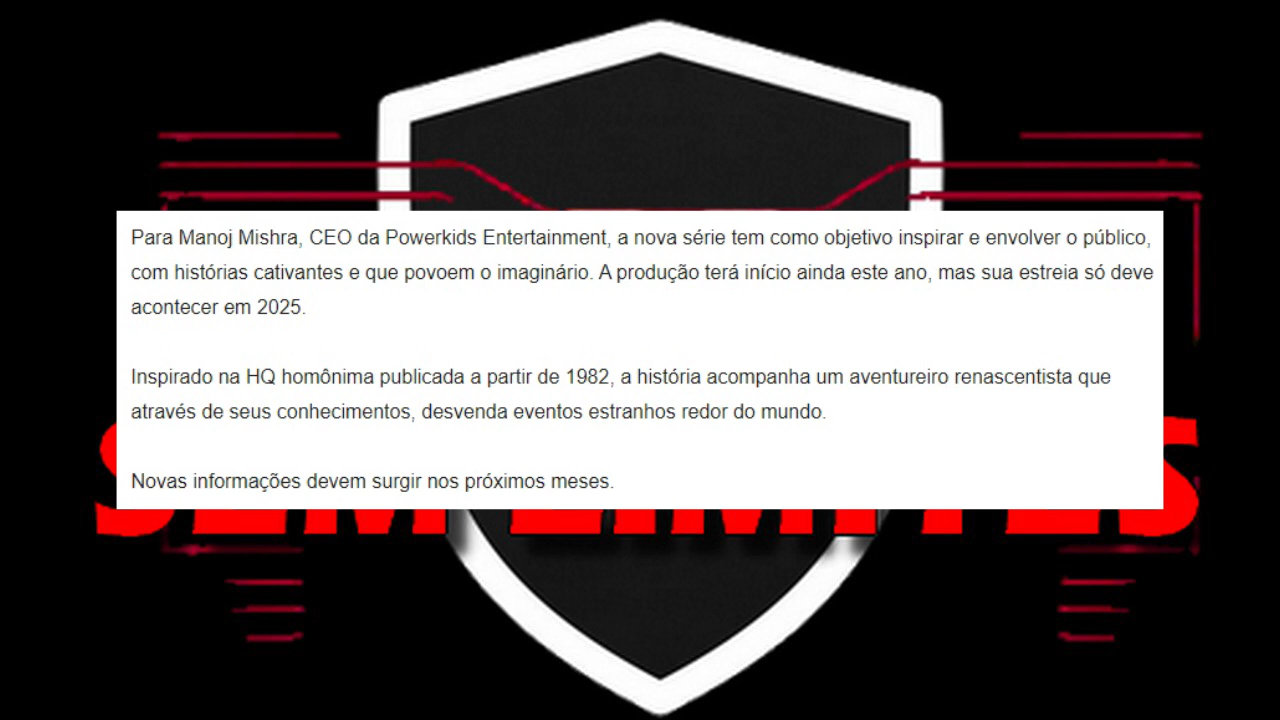 Para Manoj Mishra, CEO da Powerkids Entertainment, a nova série tem como objetivo inspirar e envolver o público,
com histórias cativantes e que povoem o imaginário. A produção terá início ainda este ano, mas sua estreia só deve
acontecer em 2025.
Inspirado na HQ homônima publicada a partir de 1982, a história acompanha um aventureiro renascentista que
através de seus conhecimentos, desvenda eventos estranhos redor do mundo.
Novas informações devem surgir nos próximos meses.
SEM LIMITES